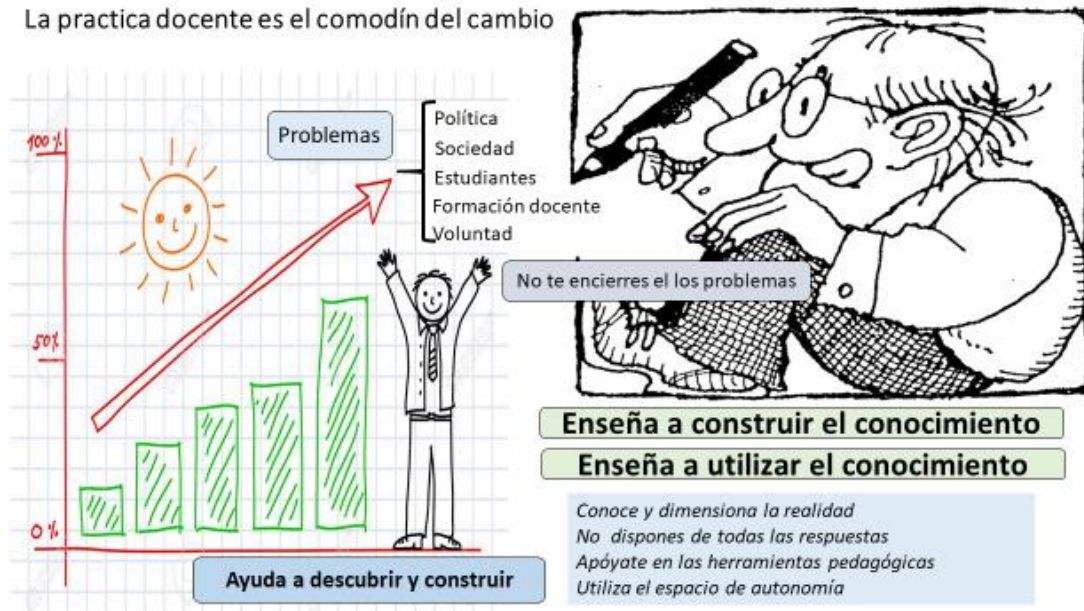 La practica docente es el comodín del cambio
Problemas
Política
Sociedad
Estudiantes
Formación docente
Voluntad
100 %
50%
0 %
No te encierres el los problemas
Enseña a construir el conocimiento
Enseña a utilizar el conocimiento
Conoce y dimensiona la realidad
No dispones de todas las respuestas
Apóyate en las herramientas pedagógicas
Utiliza el espacio de autonomía
Ayuda a descubrir y construir